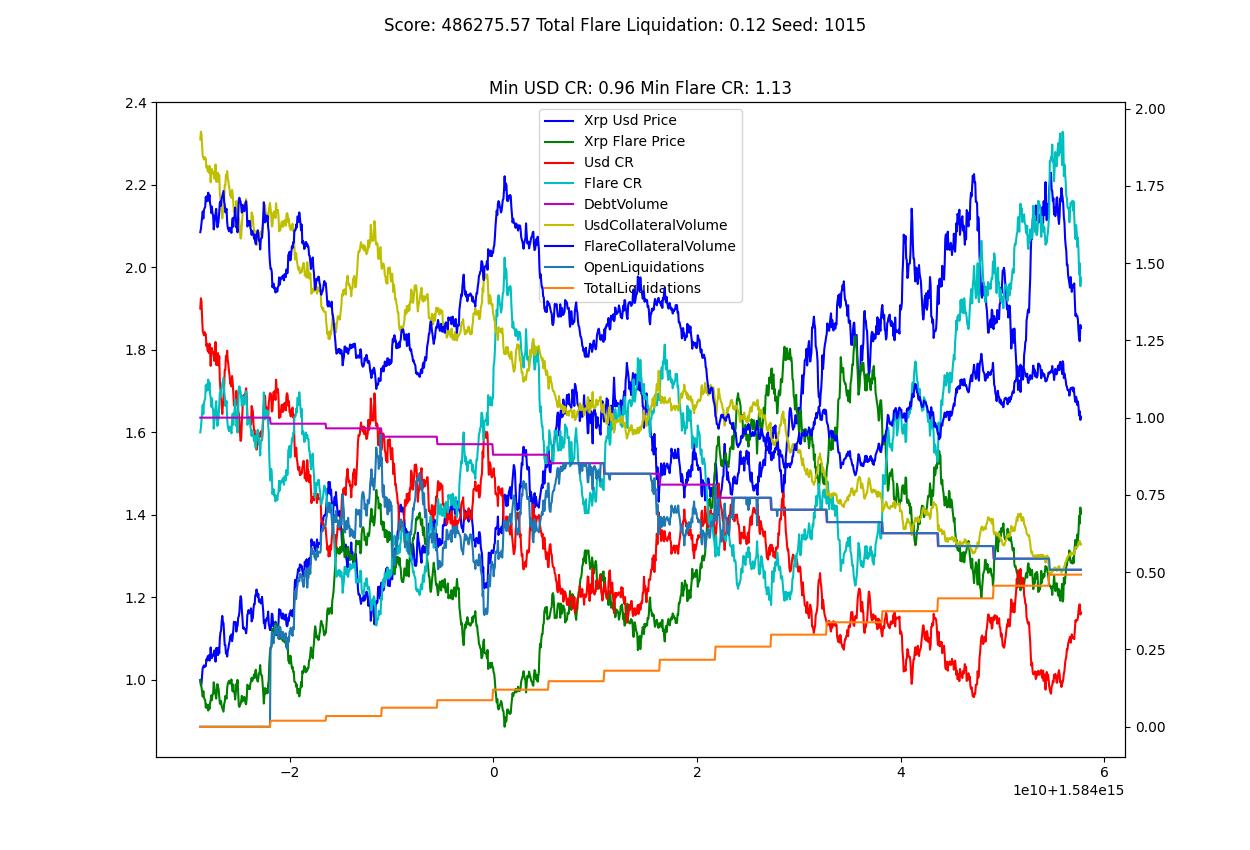 Score: 486275.57 Total Flare Liquidation: 0.12 Seed: 1015
Min USD CR: 0.96 Min Flare CR: 1.13
2.4
2.2
2.0
1.8
1.6
1.4
1.2
1.0
Xrp Usd Price
Xrp Flare Price
Usd CR
Flare CR
DebtVolume
UsdCollateralVolume
FlareCollateralVolume
OpenLiquidations
TotalLiquidations
2.00
1.75
1.50
1.25
1.00
0.75
0.50
0.25
0.00
−2 0 2 4 6
1e10+1.584e15